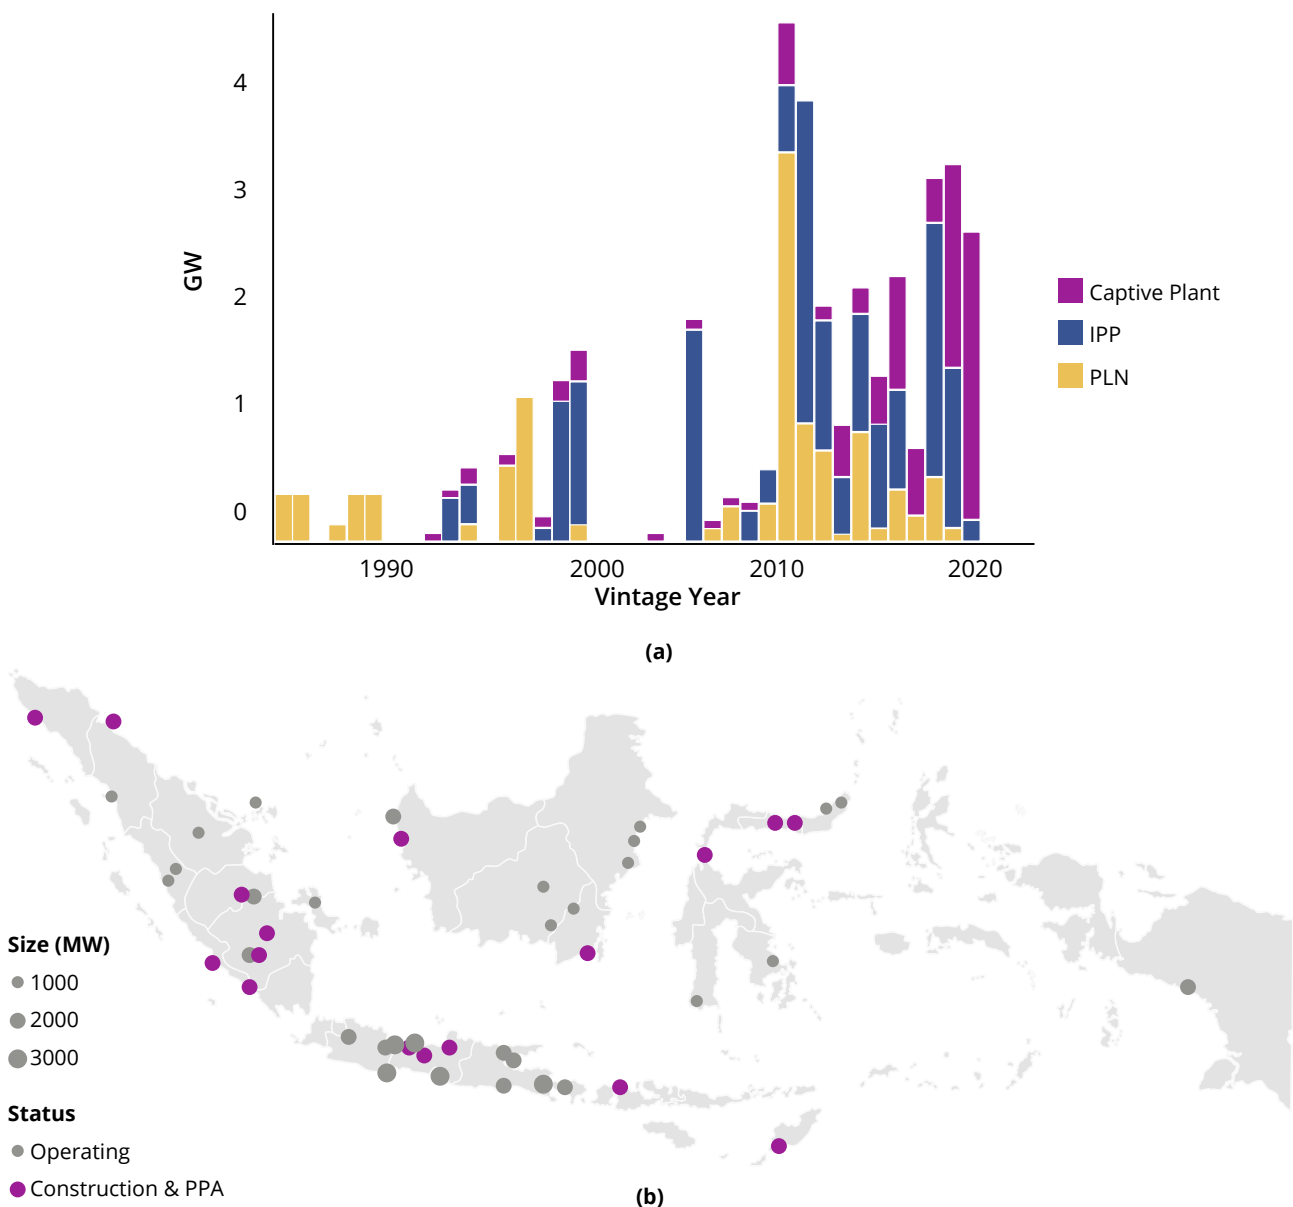 4
3
2
1
0
GW
1990 2000 2010 2020
Vintage Year
Captive Plant
IPP
PLN
(a)
Size (MW)
1000
2000
3000
Status
Operating
Construction & PPA
(b)